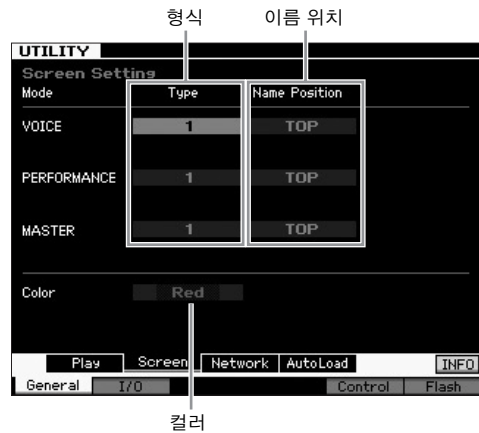 형식 이름 위치
UTILITY
Screen Setting
Mode Type Name Position
VOICE 1 TOP
PERFORMANCE 1 TOP
MASTER 1 TOP
Color Red
Play Screen Network AutoLoad INFO
General I/O Control Flash
컬러